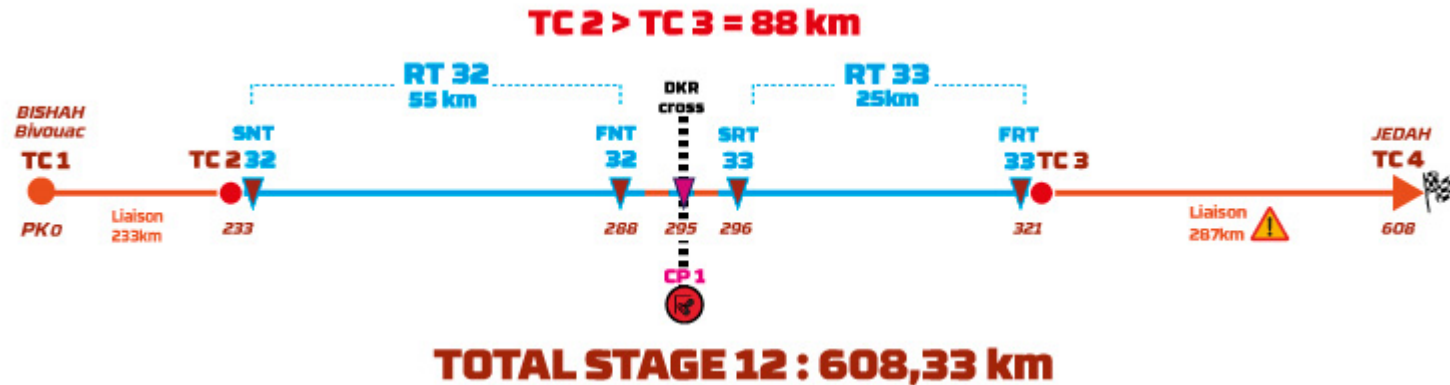 TC 2 > TC 3 = 88 km
RT 32
55 km
DKR
cross
RT 33
25km
BISHAH
Bivouac
TC 1
TC 2
SNT
32
FNT
32
SRT
33
FRT
33
TC 3
JEDAH
TC 4
PK0
Liaison
233km
233
288
295
296
321
Liaison
287km
608
CP 1
TOTAL STAGE 12 : 608,33 km